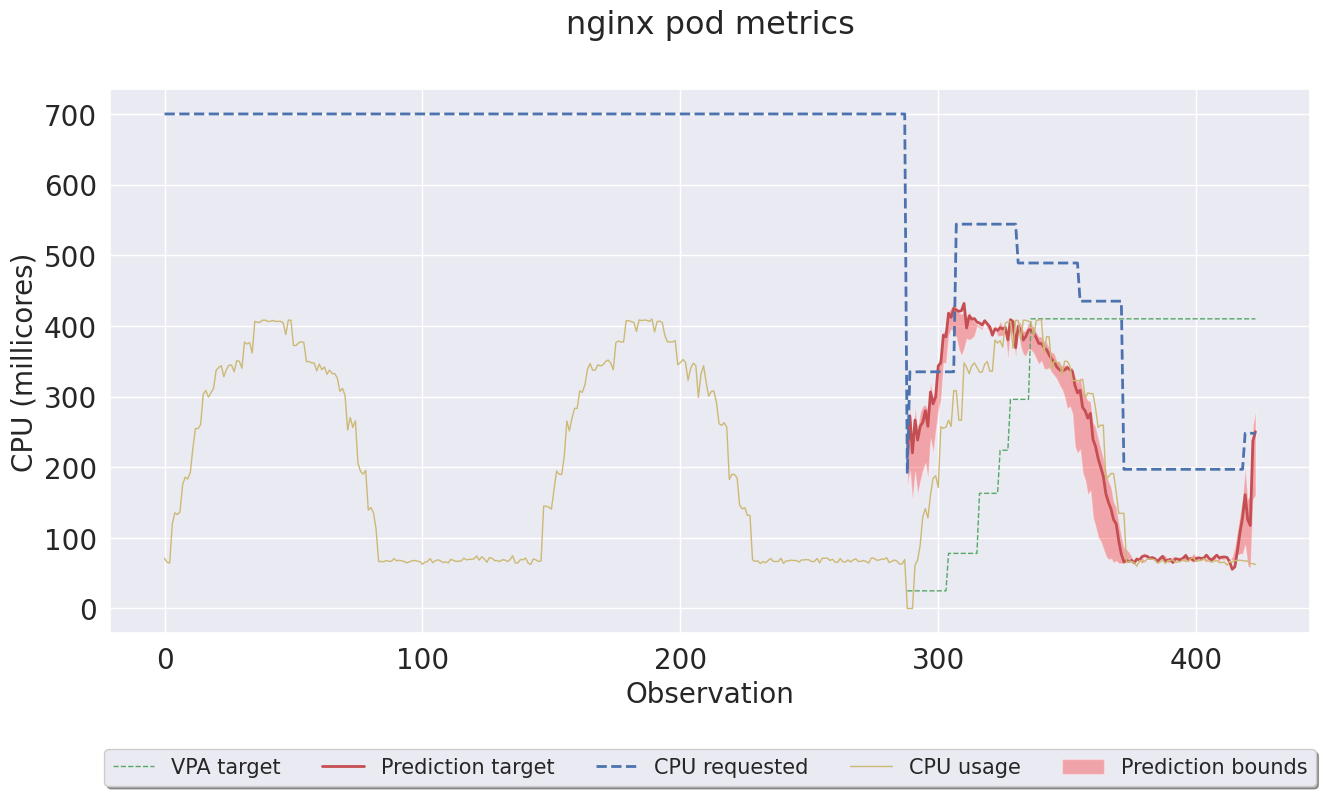 nginx pod metrics
CPU (millicores)
700
600
500
400
300
200
100
0
0 100 200 300 400
Observation
VPA target Prediction target CPU requested CPU usage Prediction bounds